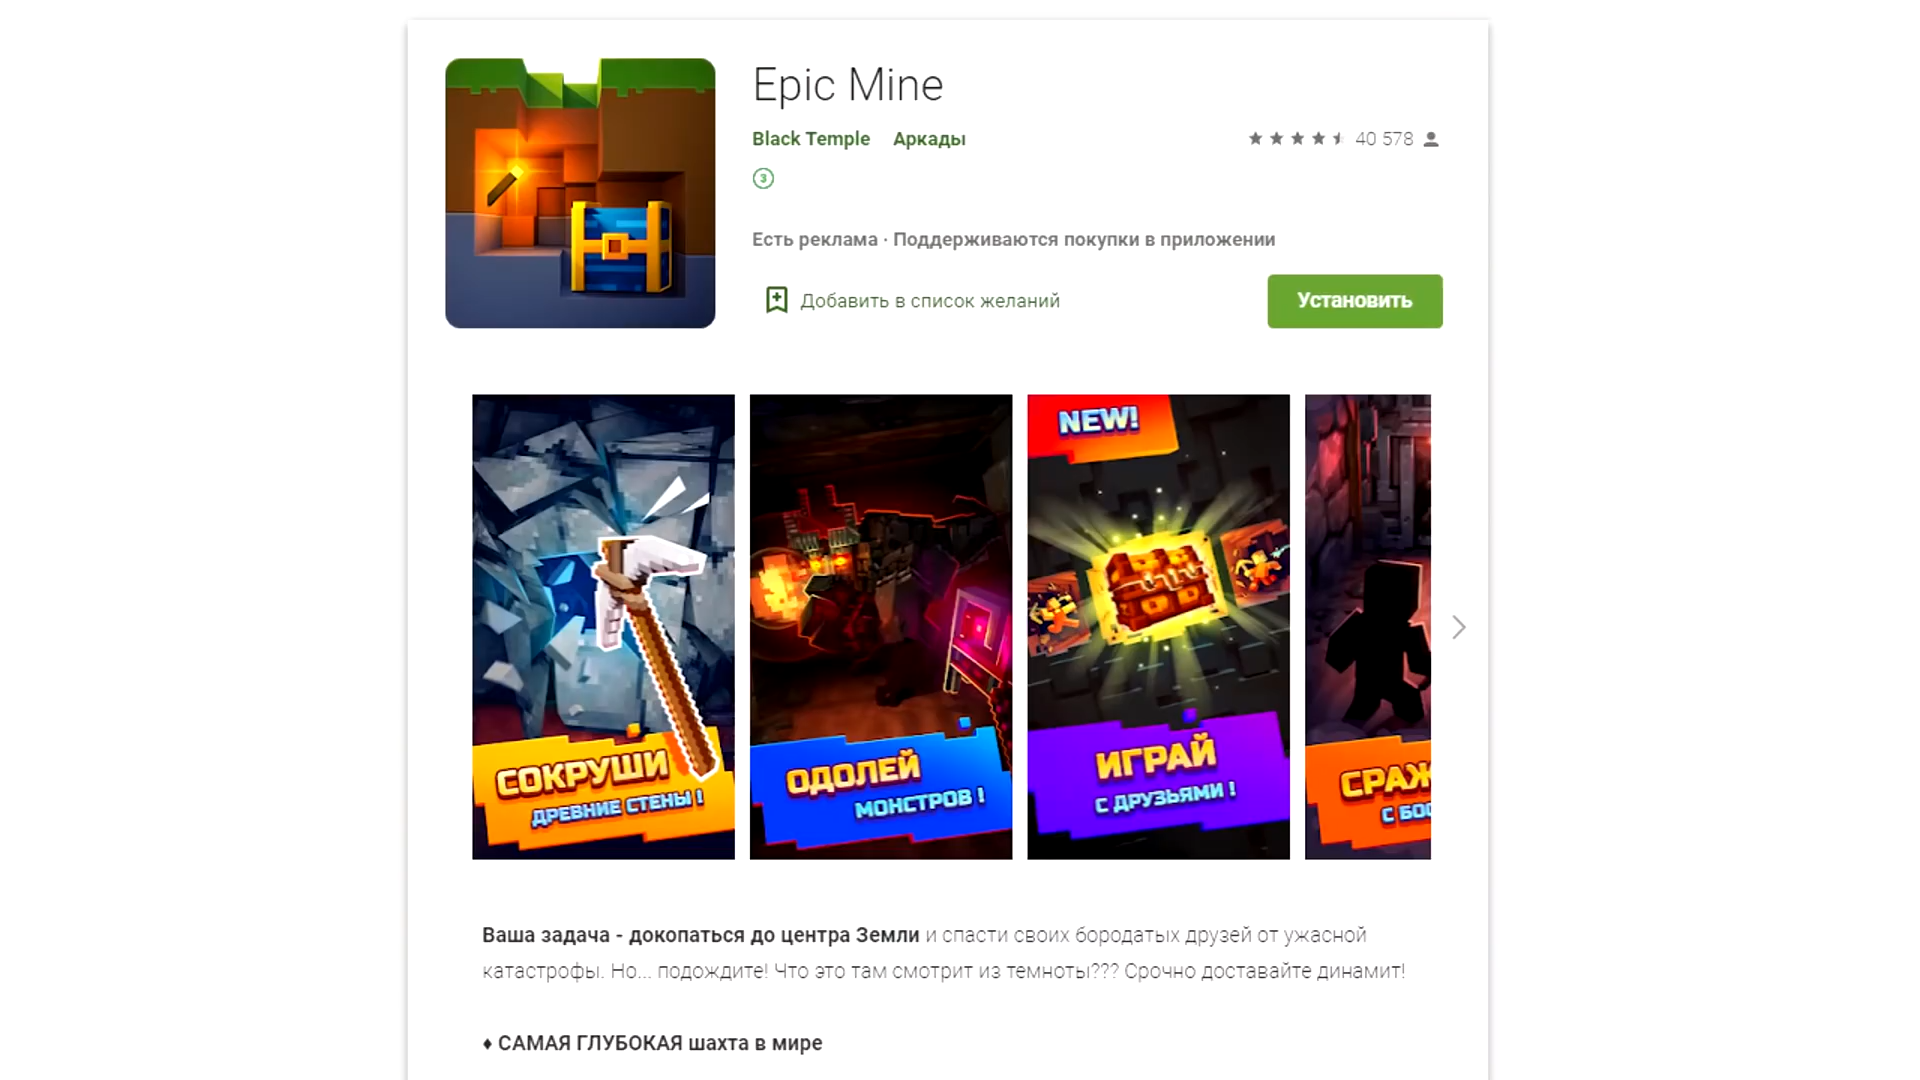 Epic Mine
Black Temple Аркады
40 578
3
Есть реклама · Поддерживаются покупки в приложении
Добавить в список желаний
Установить
СОКРУШИ
ДРЕВНИЕ СТЕНЫ !
ОДОЛЕЙ
МОНСТРОВ !
NEW!
ИГРАЙ
С ДРУЗЬЯМИ !
СРАЖ
С БОС
Ваша задача - докопаться до центра Земли и спасти своих бородатых друзей от ужасной
катастрофы. Но... подождите! Что это там смотрит из темноты??? Срочно доставайте динамит!
♦ САМАЯ ГЛУБОКАЯ шахта в мире